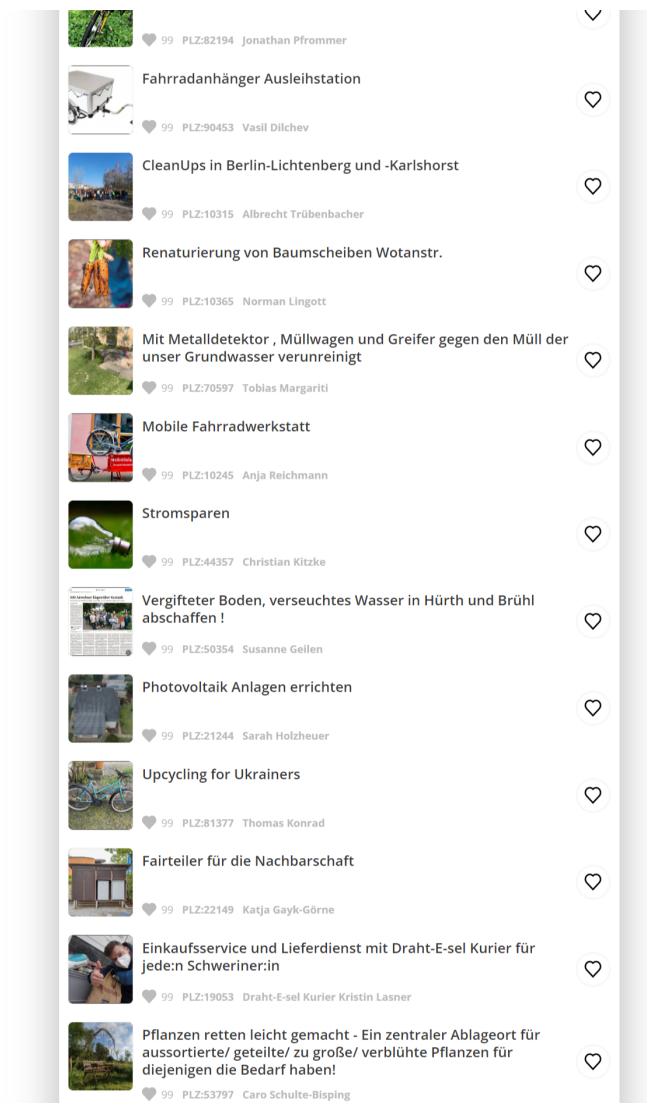 99 PLZ:82194 Jonathan Pfrommer
Fahrradanhänger Ausleihstation
99 PLZ:90453 Vasil Dilchev
CleanUps in Berlin-Lichtenberg und -Karlshorst
99 PLZ:10315 Albrecht Trübenbacher
Renaturierung von Baumscheiben Wotanstr.
99 PLZ:10365 Norman Lingott
Mit Metalldetektor , Müllwagen und Greifer gegen den Müll der
unser Grundwasser verunreinigt
99 PLZ:70597 Tobias Margariti
Mobile Fahrradwerkstatt
99 PLZ:10245 Anja Reichmann
Stromsparen
99 PLZ:44357 Christian Kitzke
Vergifteter Boden, verseuchtes Wasser in Hürth und Brühl
abschaffen !
99 PLZ:50354 Susanne Geilen
Photovoltaik Anlagen errichten
99 PLZ:21244 Sarah Holzheuer
Upcycling for Ukrainers
99 PLZ:81377 Thomas Konrad
Fairteiler für die Nachbarschaft
99 PLZ:22149 Katja Gayk-Görne
Einkaufsservice und Lieferdienst mit Draht-E-sel Kurier für
jede:n Schweriner:in
99 PLZ:19053 Draht-E-sel Kurier Kristin Lasner
Pflanzen retten leicht gemacht - Ein zentraler Ablageort für
aussortierte/ geteilte/ zu große/ verblühte Pflanzen für
diejenigen die Bedarf haben!
99 PLZ:53797 Caro Schulte-Bisping